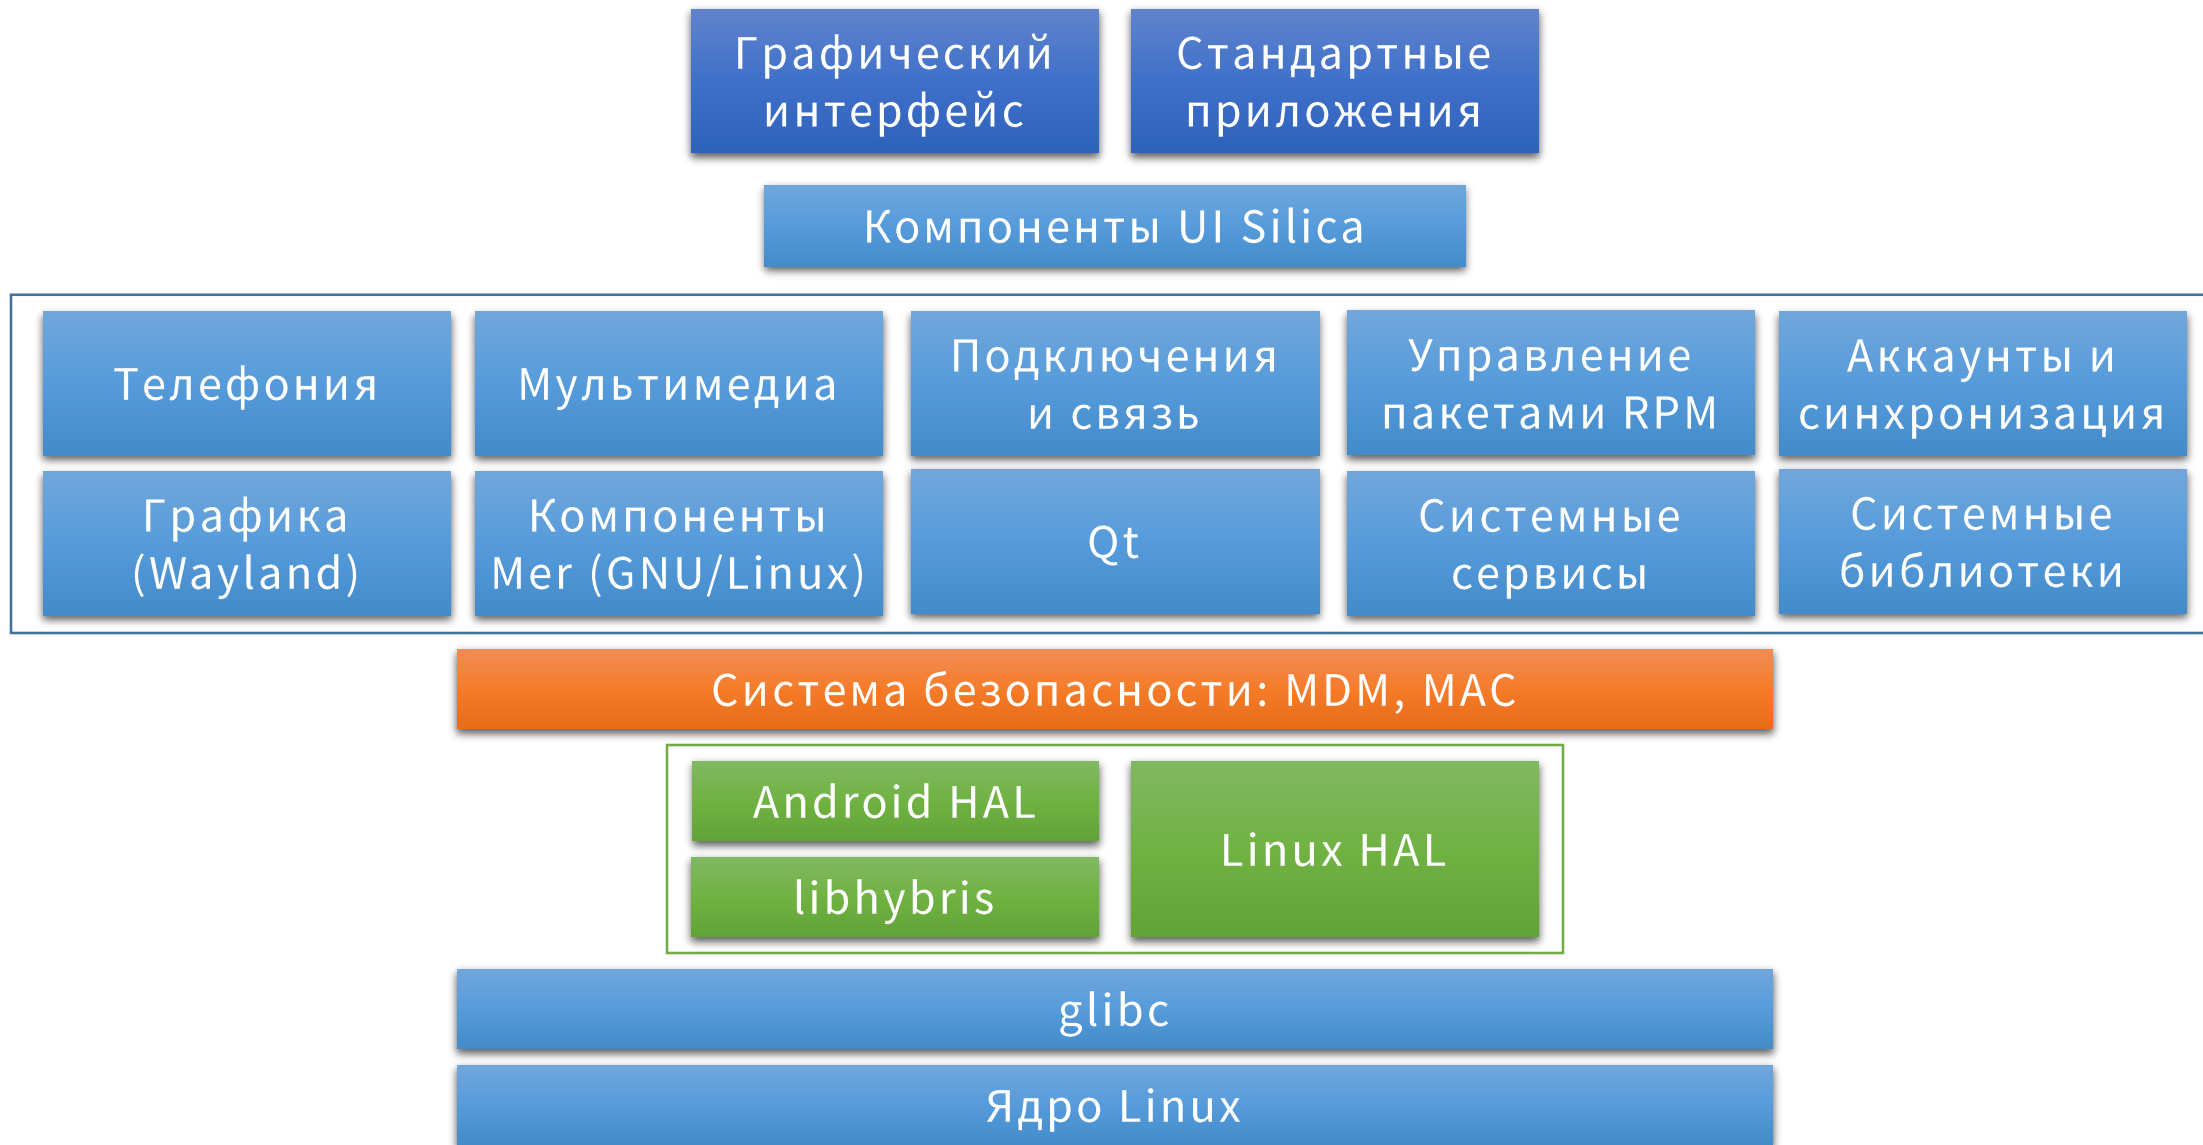 Графический
интерфейс
Стандартные
приложения
Компоненты UI Silica
Телефония
Мультимедиа
Подключения
и связь
Управление
пакетами RPM
Аккаунты и
синхронизация
Графика
(Wayland)
Компоненты
Mer (GNU/Linux)
Qt
Системные
сервисы
Системные
библиотеки
Система безопасности: MDM, MAC
Android HAL
libhybris
Linux HAL
glibc
Ядро Linux